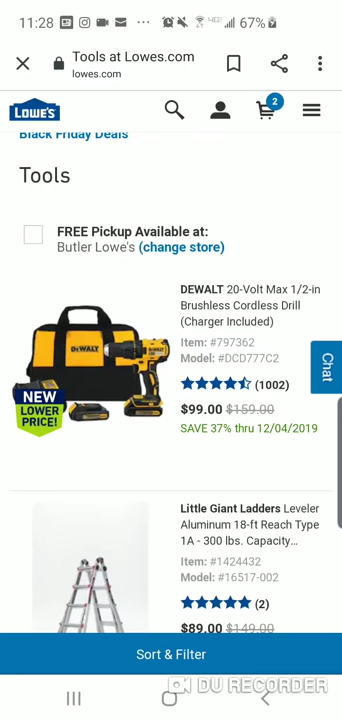 11:28
67%
Tools at Lowes.com
lowes.com
LOWE'S
2
Black Friday Deals
Tools
FREE Pickup Available at:
Butler Lowe's (change store)
DEWALT 20-Volt Max 1/2-in
Brushless Cordless Drill
(Charger Included)
Item: #797362
Model: #DCD777C2
(1002)
$99.00 $159.00
SAVE 37% thru 12/04/2019
DEWALT
NEW
LOWER
PRICE!
Chat
Little Giant Ladders Leveler
Aluminum 18-ft Reach Type
1A - 300 lbs. Capacity...
Item: #1424432
Model: #16517-002
(2)
$89.00 $149.00
Sort & Filter
DU RECORDER